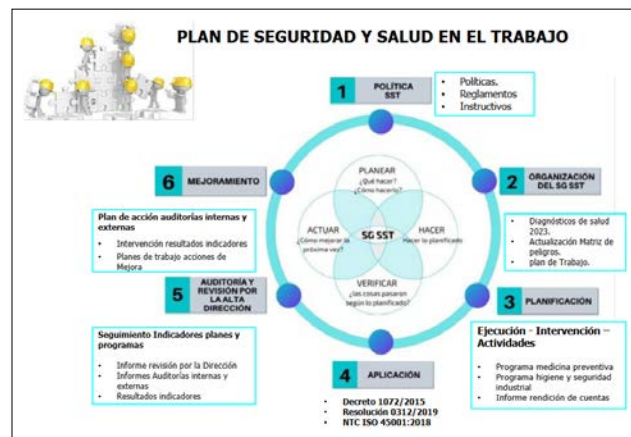 PLAN DE SEGURIDAD Y SALUD EN EL TRABAJO
1
POLÍTICA
SST
• Políticas.
• Reglamentos
• Instructivos
2
ORGANIZACIÓN
DEL SG SST
• Diagnósticos de salud
2023.
• Actualización Matriz de
peligros.
• plan de Trabajo.
3
PLANIFICACIÓN
Ejecución - Intervención –
Actividades
• Programa medicina preventiva
• Programa higiene y seguridad
industrial
• Informe rendición de cuentas
4
APLICACIÓN
• Decreto 1072/2015
• Resolución 0312/2019
• NTC ISO 45001:2018
5
AUDITORÍA Y
REVISIÓN POR
LA ALTA
DIRECCIÓN
Seguimiento Indicadores planes y
programas
• Informe revisión por la Dirección
• Informes Auditorías internas y
externas
• Resultados indicadores
6
MEJORAMIENTO
Plan de acción auditorías internas y
externas
• Intervención resultados indicadores
• Planes de trabajo acciones de
Mejora
PLANEAR
¿Qué hacer?
¿Cómo hacerlo?
ACTUAR
¿Cómo mejorar la
próxima vez?
SG SST
HACER
Hacer lo planificado
VERIFICAR
¿las cosas pasaron
según lo planificado?